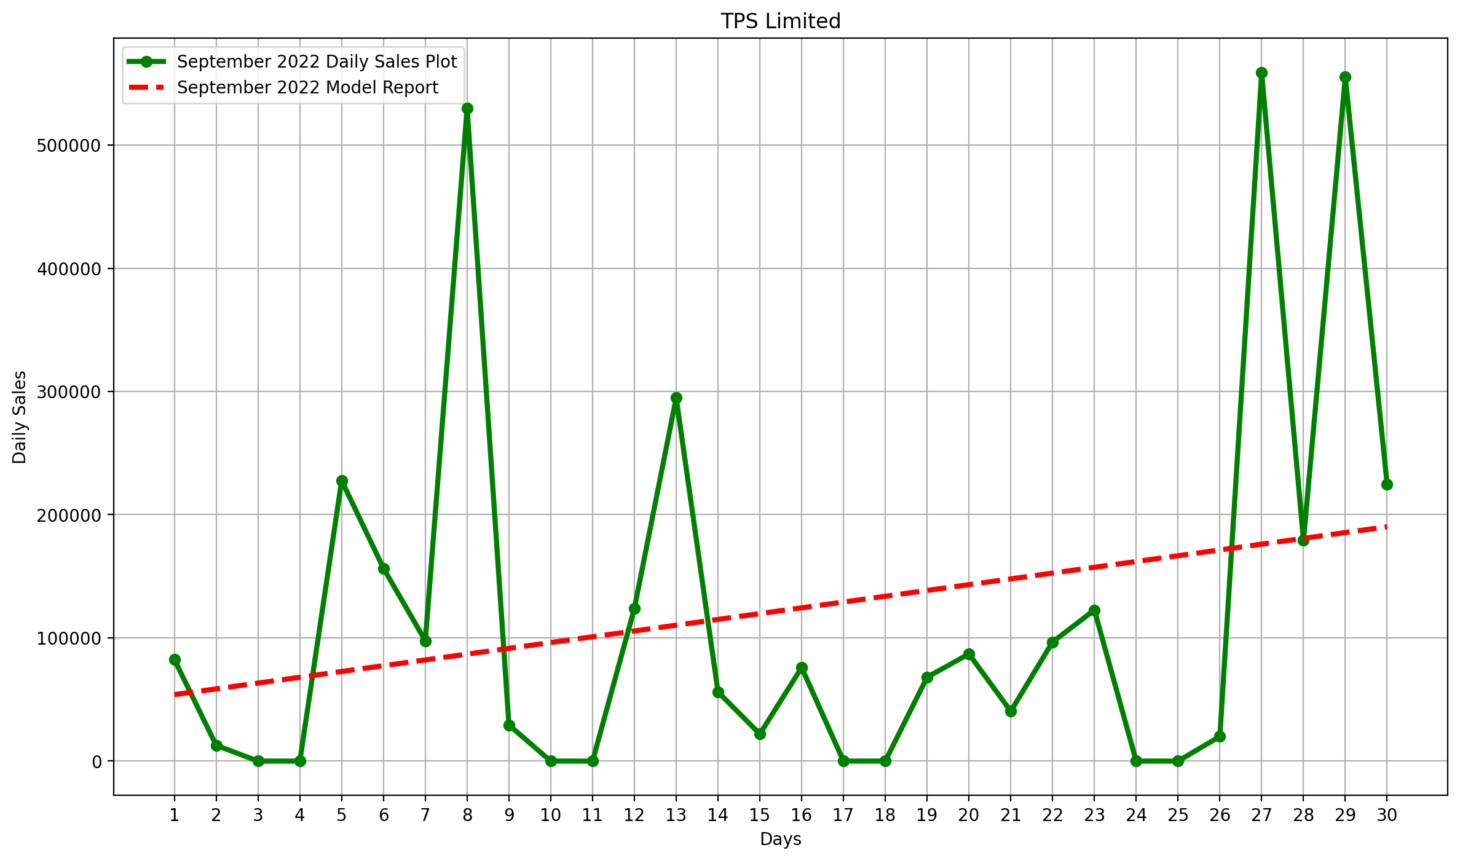 TPS Limited
September 2022 Daily Sales Plot
September 2022 Model Report
500000
400000
300000
200000
100000
0
Daily Sales
1 2 3 4 5 6 7 8 9 10 11 12 13 14 15 16 17 18 19 20 21 22 23 24 25 26 27 28 29 30
Days